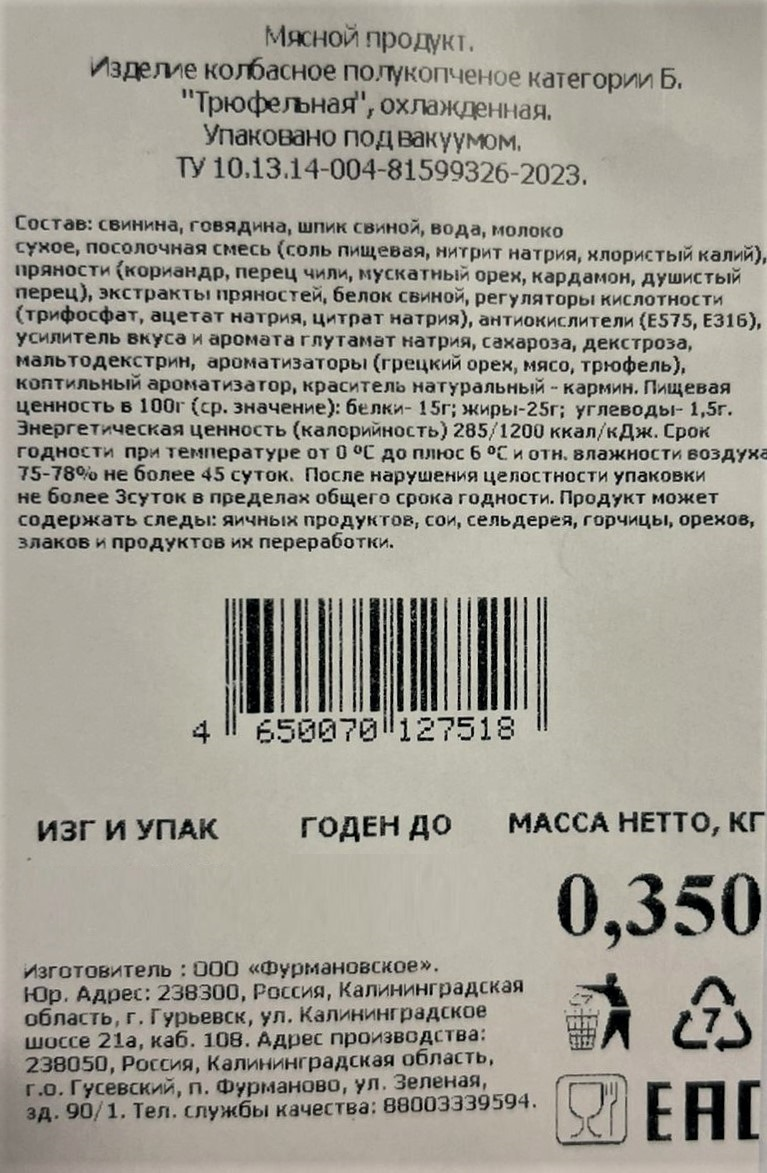 Мясной продукт.
Изделие колбасное полукопченое категории Б.
"Трюфельная", охлажденная.
Упаковано под вакуумом.
ТУ 10.13.14-004-81599326-2023.
Состав: свинина, говядина, шпик свиной, вода, молоко
сухое, посолочная смесь (соль пищевая, нитрит натрия, хлористый калий),
пряности (кориандр, перец чили, мускатный орех, кардамон, душистый
перец), экстракты пряностей, белок свиной, регуляторы кислотности
(трифосфат, ацетат натрия, цитрат натрия), антиокислители (Е575, Е316),
усилитель вкуса и аромата глутамат натрия, сахароза, декстроза,
мальтодекстрин, ароматизаторы (грецкий орех, мясо, трюфель),
коптильный ароматизатор, краситель натуральный - кармин. Пищевая
ценность в 100г (ср. значение): белки- 15г; жиры-25г; углеводы- 1,5г.
Энергетическая ценность (калорийность) 285/1200 ккал/кДж. Срок
годности при температуре от 0 °С до плюс 6 °С и отн. влажности воздуха
75-78% не более 45 суток. После нарушения целостности упаковки
не более 3суток в пределах общего срока годности. Продукт может
содержать следы: яичных продуктов, сои, сельдерея, горчицы, орехов,
злаков и продуктов их переработки.
4 650070 127518
ИЗГ И УПАК ГОДЕН ДО МАССА НЕТТО, КГ
0,350
Изготовитель : ООО «Фурмановское».
Юр. Адрес: 238300, Россия, Калининградская
область, г. Гурьевск, ул. Калининградское
шоссе 21а, каб. 108. Адрес производства:
238050, Россия, Калининградская область,
г.о. Гусевский, п. Фурманово, ул. Зеленая,
зд. 90/1. Тел. службы качества: 88003339594.
7
ЕАС